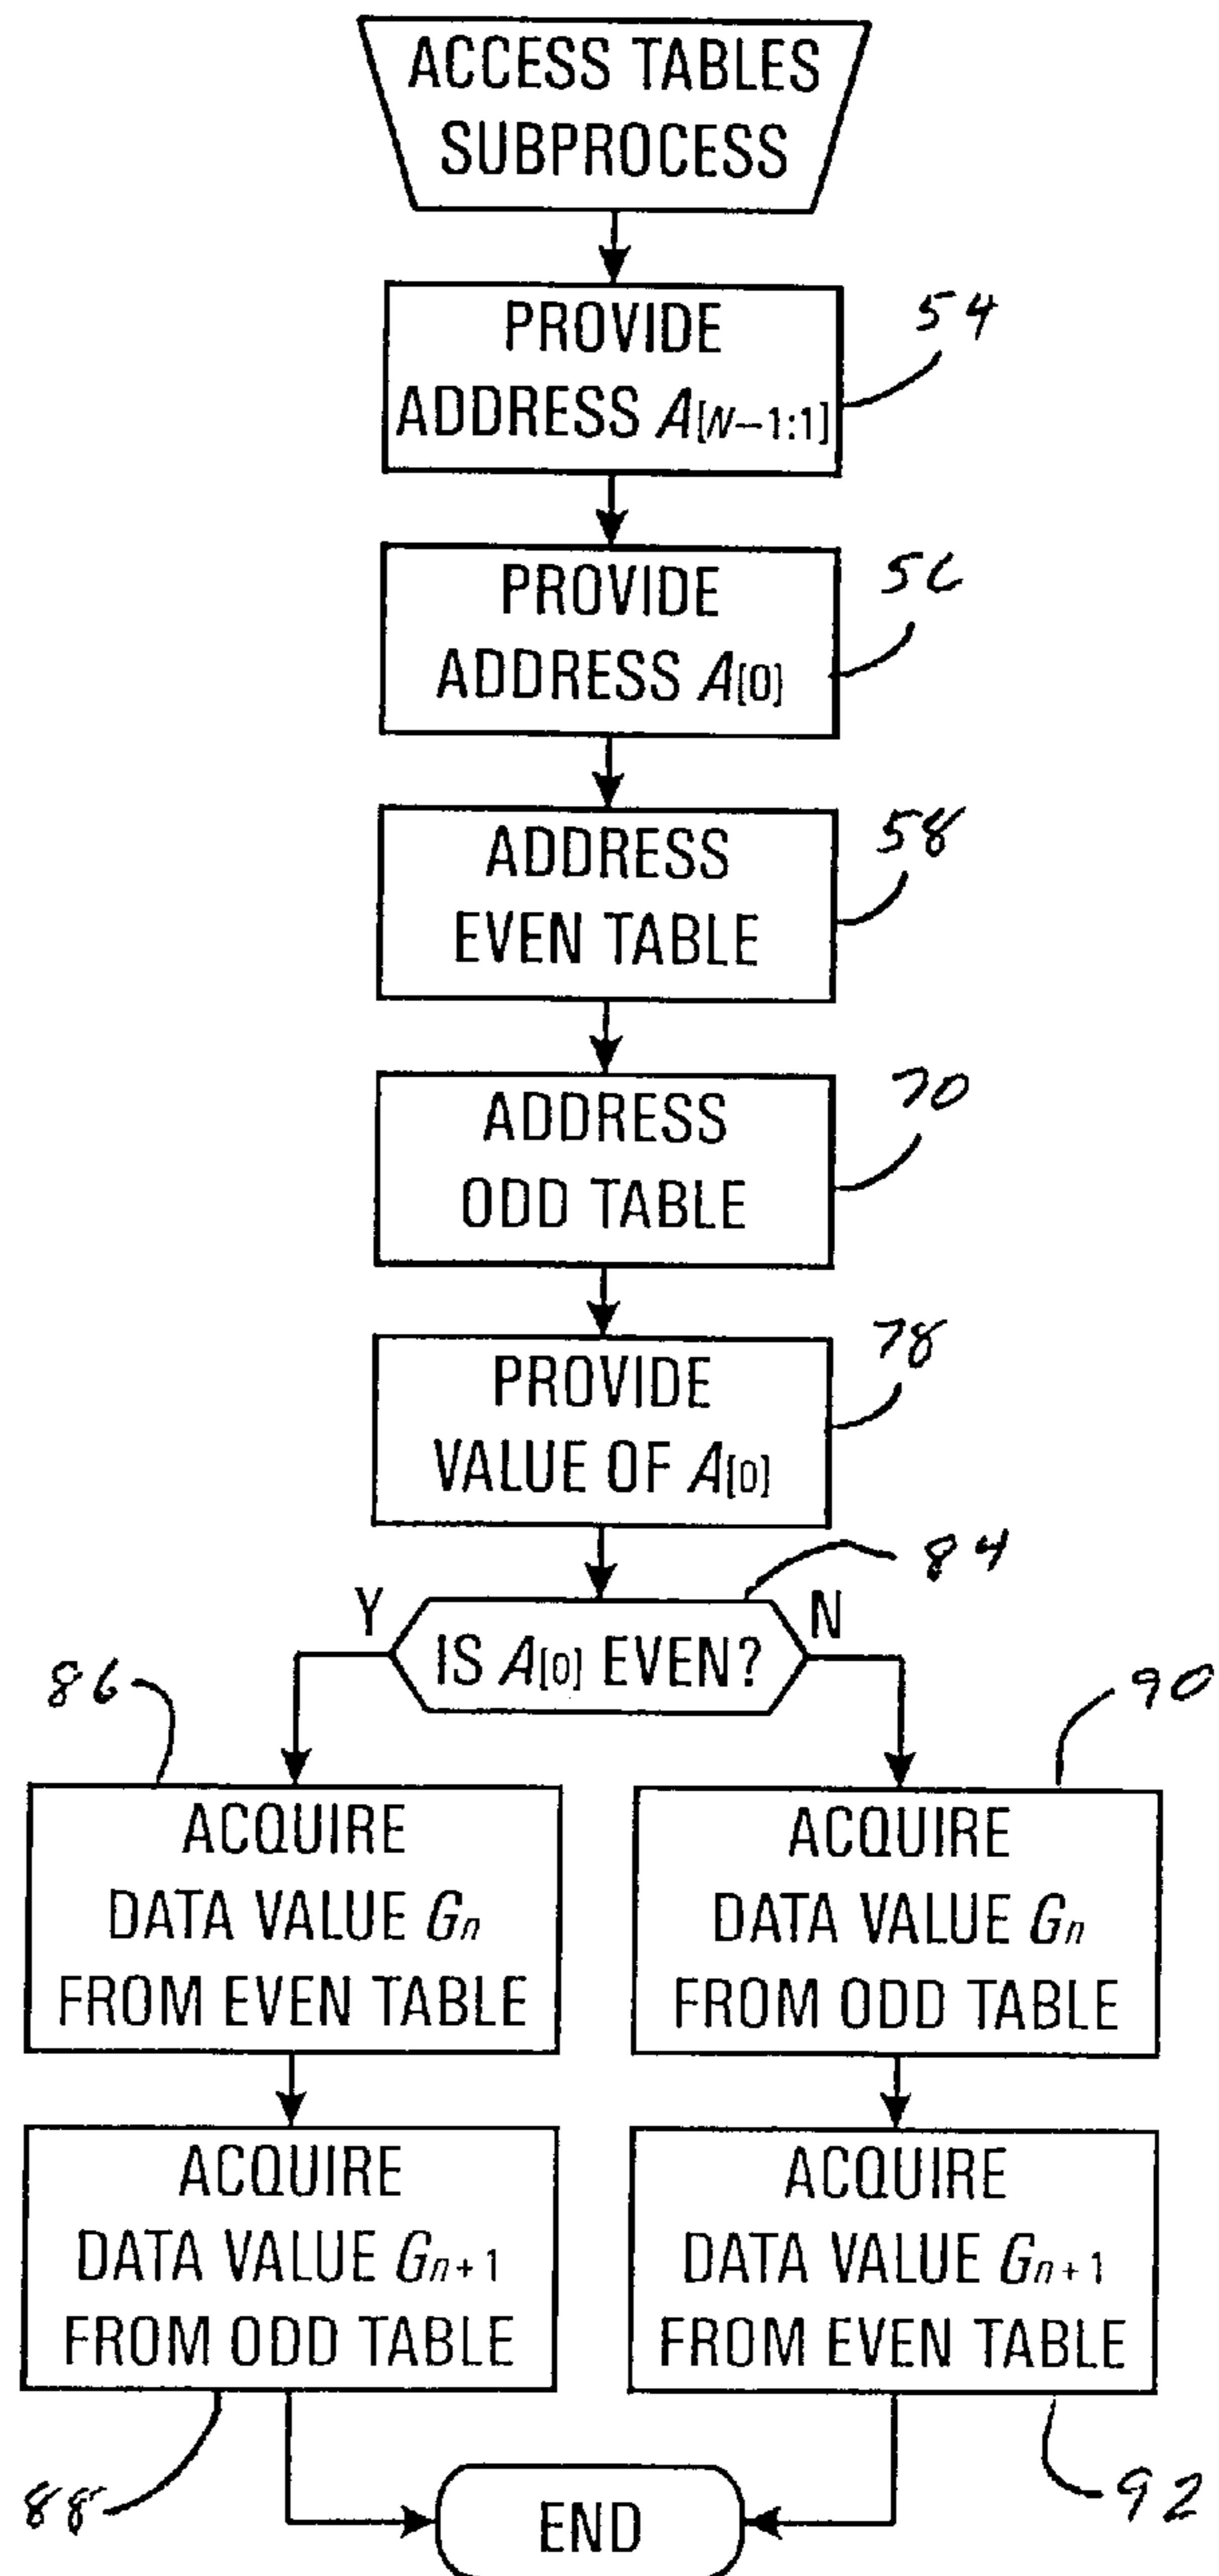 ACCESS TABLES
SUBPROCESS
PROVIDE
ADDRESS A[N–1:1]
54
PROVIDE
ADDRESS A[0]
56
ADDRESS
EVEN TABLE
58
ADDRESS
ODD TABLE
70
PROVIDE
VALUE OF A[0]
78
84
Y
IS A[0] EVEN?
N
86
90
ACQUIRE
DATA VALUE Gn
FROM EVEN TABLE
ACQUIRE
DATA VALUE Gn
FROM ODD TABLE
ACQUIRE
DATA VALUE Gn+1
FROM ODD TABLE
ACQUIRE
DATA VALUE Gn+1
FROM EVEN TABLE
88
92
END